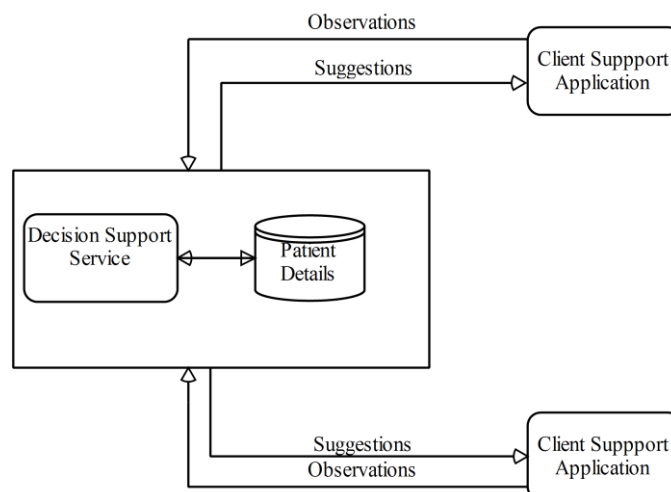 Observations
Client Suppport
Application
Suggestions
Decision Support
Service
Patient
Details
Suggestions
Client Suppport
Application
Observations